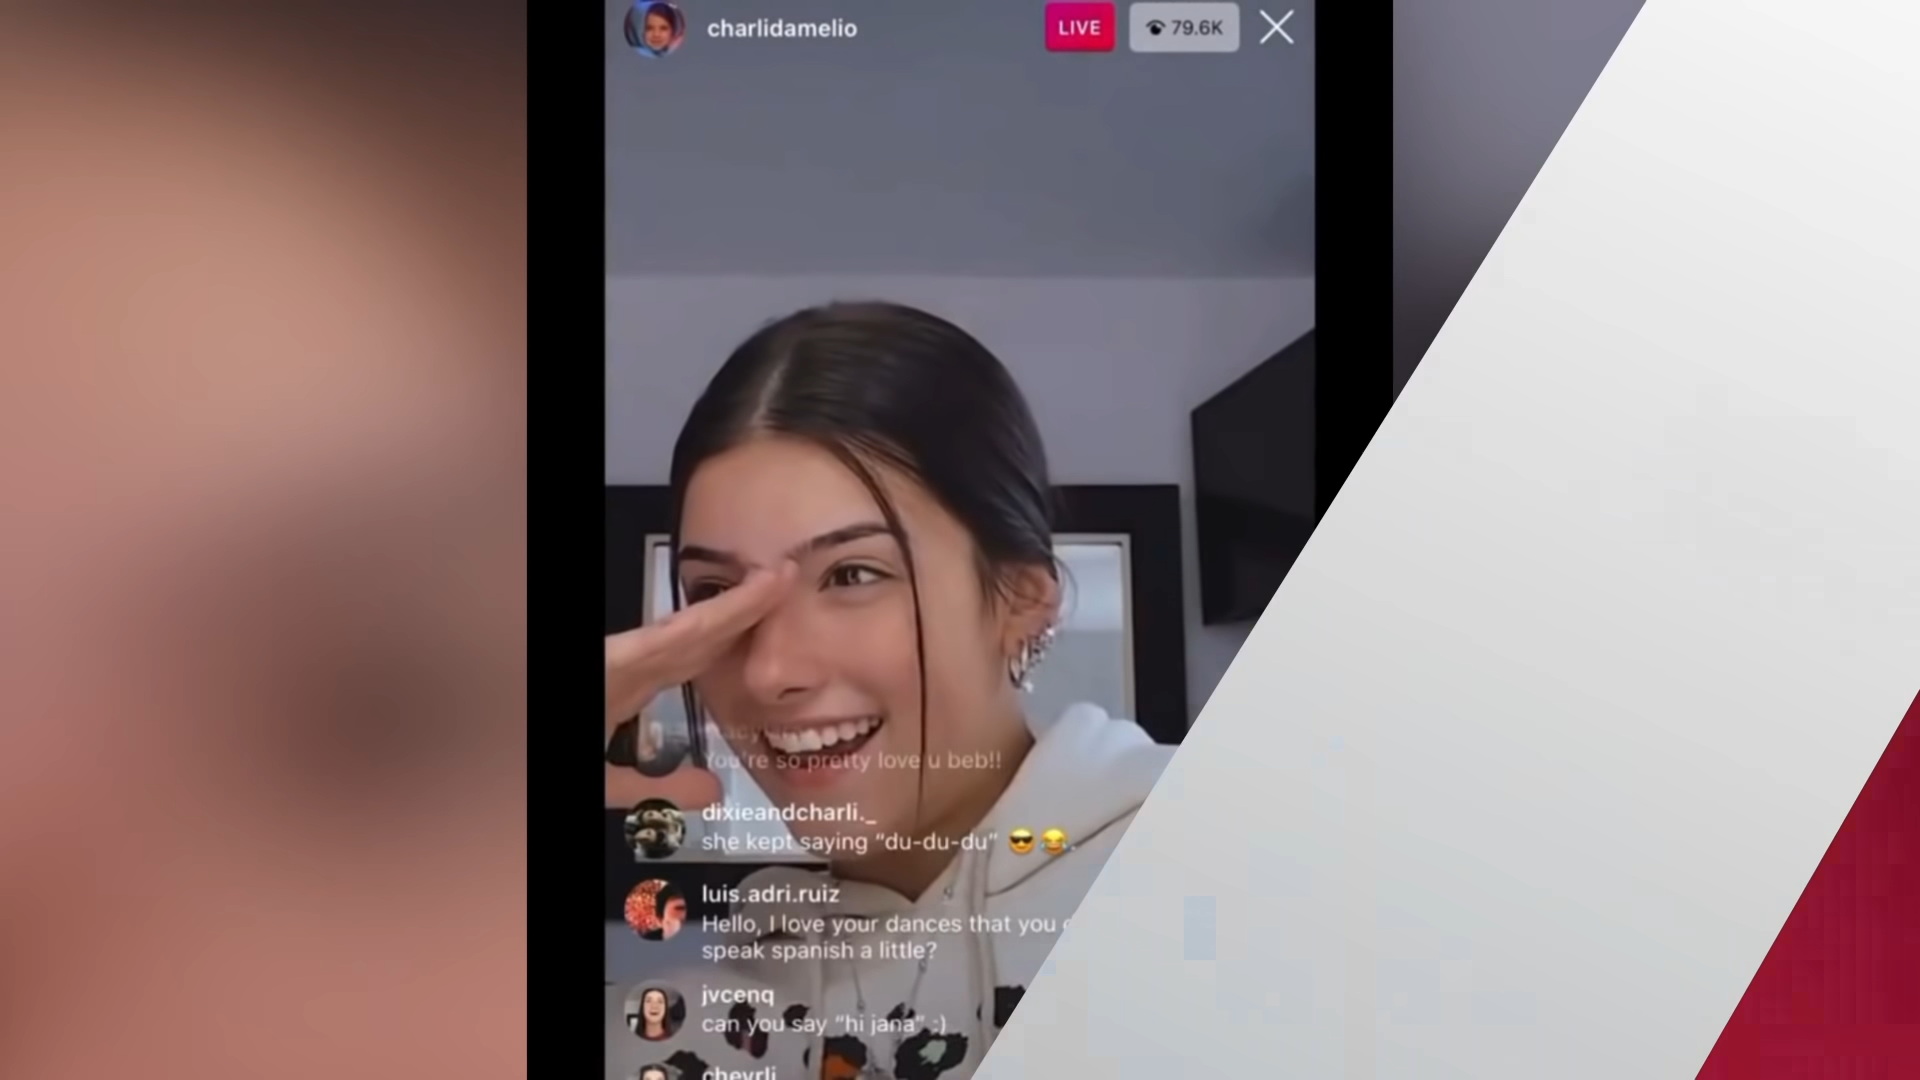 charlidamelio
LIVE
79.6K
You're so pretty love u beb!!
dixieandcharli._
she kept saying “du-du-du” 😎😂
luis.adri.ruiz
Hello, I love your dances that you
speak spanish a little?
jvcenq
can you say “hi jana” :)
chevrli